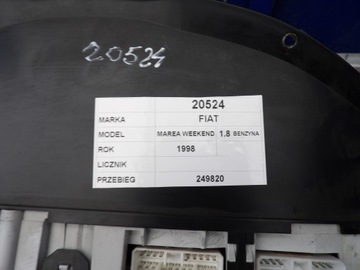 20524
20524
MARKA FIAT
MODEL MAREA WEEKEND 1.8 BENZYNA
ROK 1998
LICZNIK
PRZEBIEG 249820